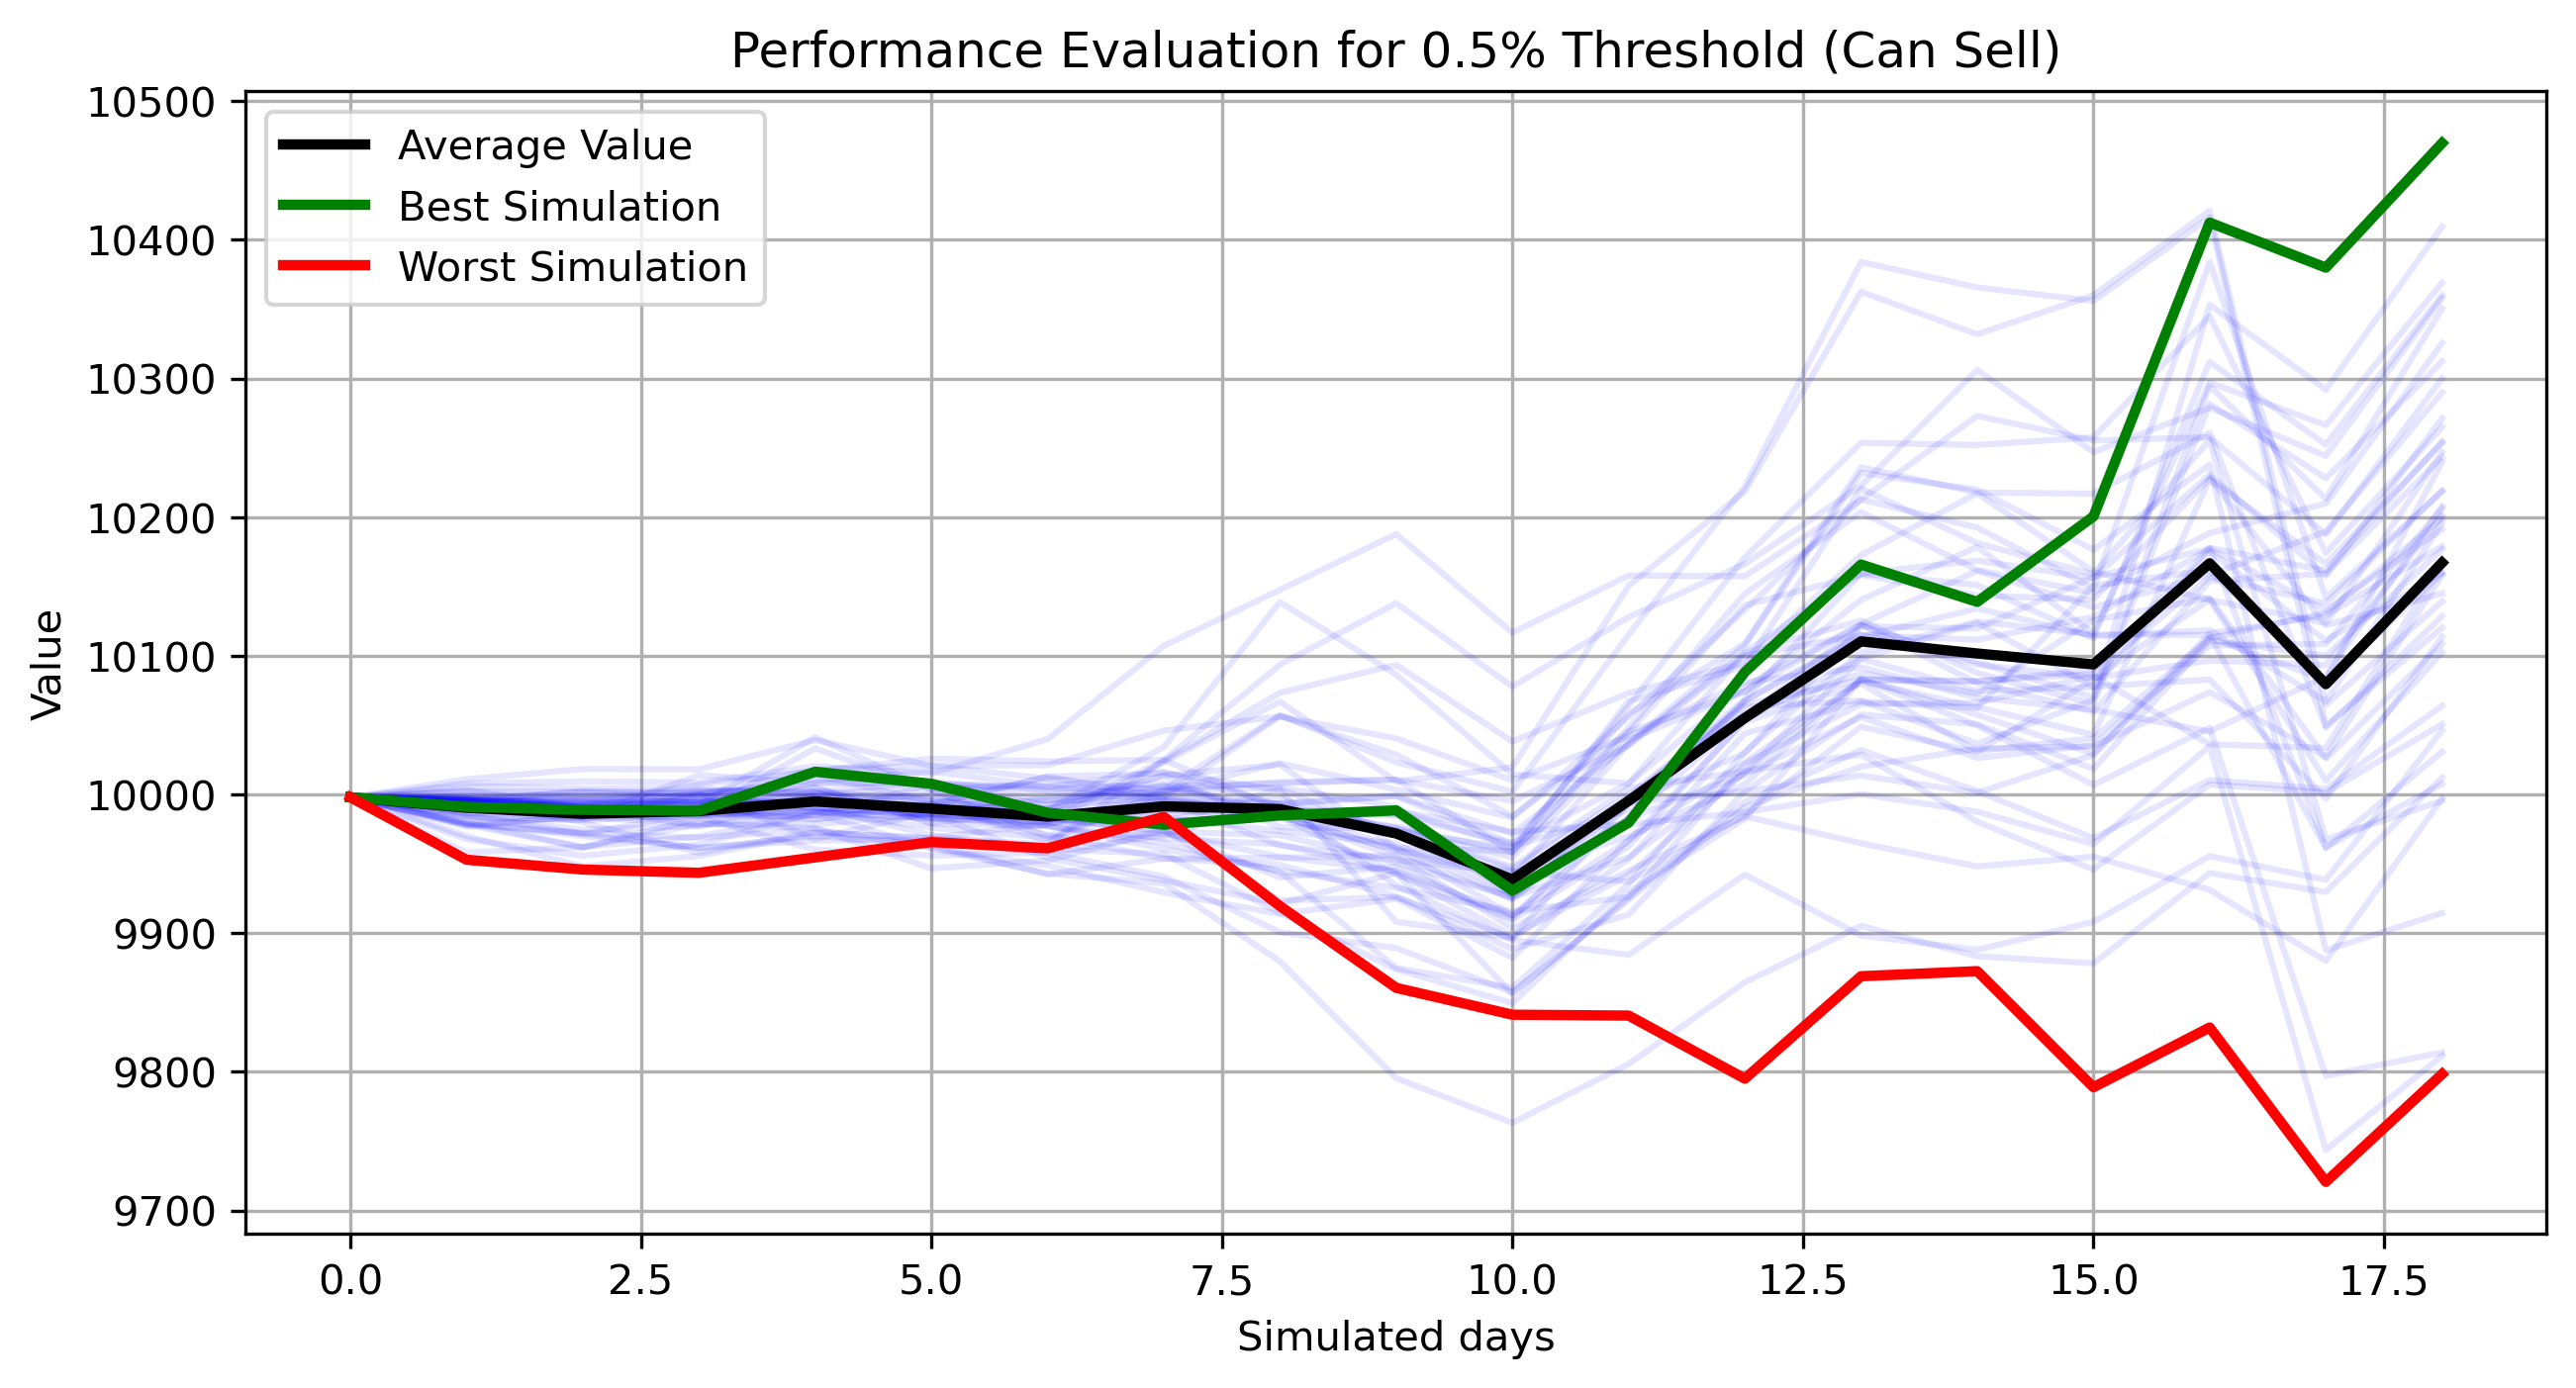 Performance Evaluation for 0.5% Threshold (Can Sell)
Average Value
Best Simulation
Worst Simulation
10500
10400
10300
10200
10100
10000
9900
9800
9700
Value
0.0 2.5 5.0 7.5 10.0 12.5 15.0 17.5
Simulated days